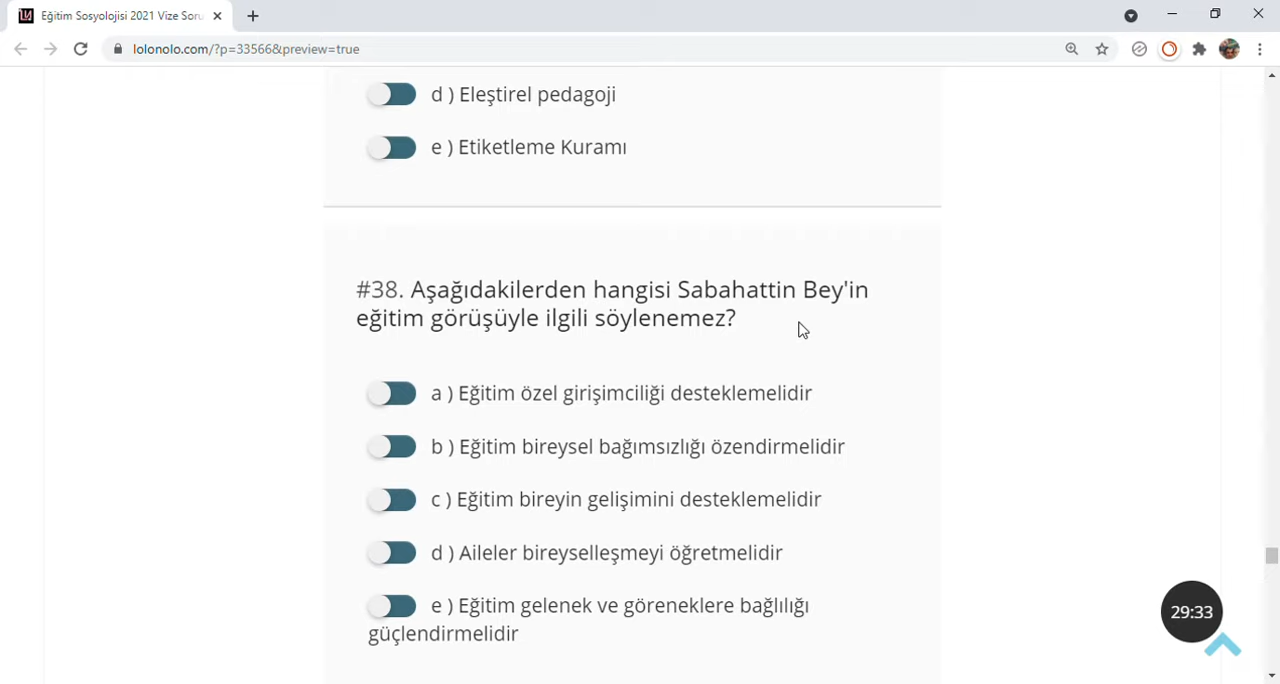 Eğitim Sosyolojisi 2021 Vize Soru
lolonolo.com/?p=33566&preview=true
d ) Eleştirel pedagoji
e ) Etiketleme Kuramı
#38. Aşağıdakilerden hangisi Sabahattin Bey'in
eğitim görüşüyle ilgili söylenemez?
a ) Eğitim özel girişimciliği desteklemelidir
b ) Eğitim bireysel bağımsızlığı özendirmelidir
c ) Eğitim bireyin gelişimini desteklemelidir
d ) Aileler bireyselleşmeyi öğretmelidir
e ) Eğitim gelenek ve göreneklere bağlılığı
güçlendirmelidir
29:33